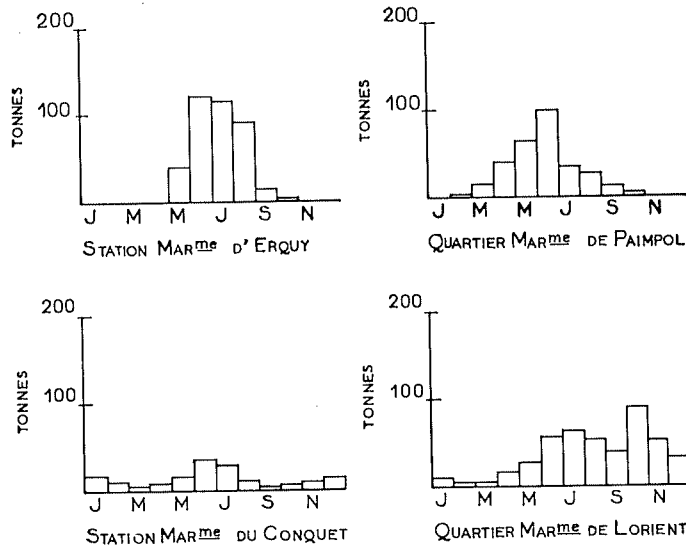 200
100
TONNES
J M M J S N
STATION MARme D'ERQUY
200
100
TONNES
J M M J S N
QUARTIER MARme DE PAIMPOL
200
100
TONNES
J M M J S N
STATION MARme DU CONQUET
200
100
TONNES
J M M J S N
QUARTIER MARme DE LORIENT